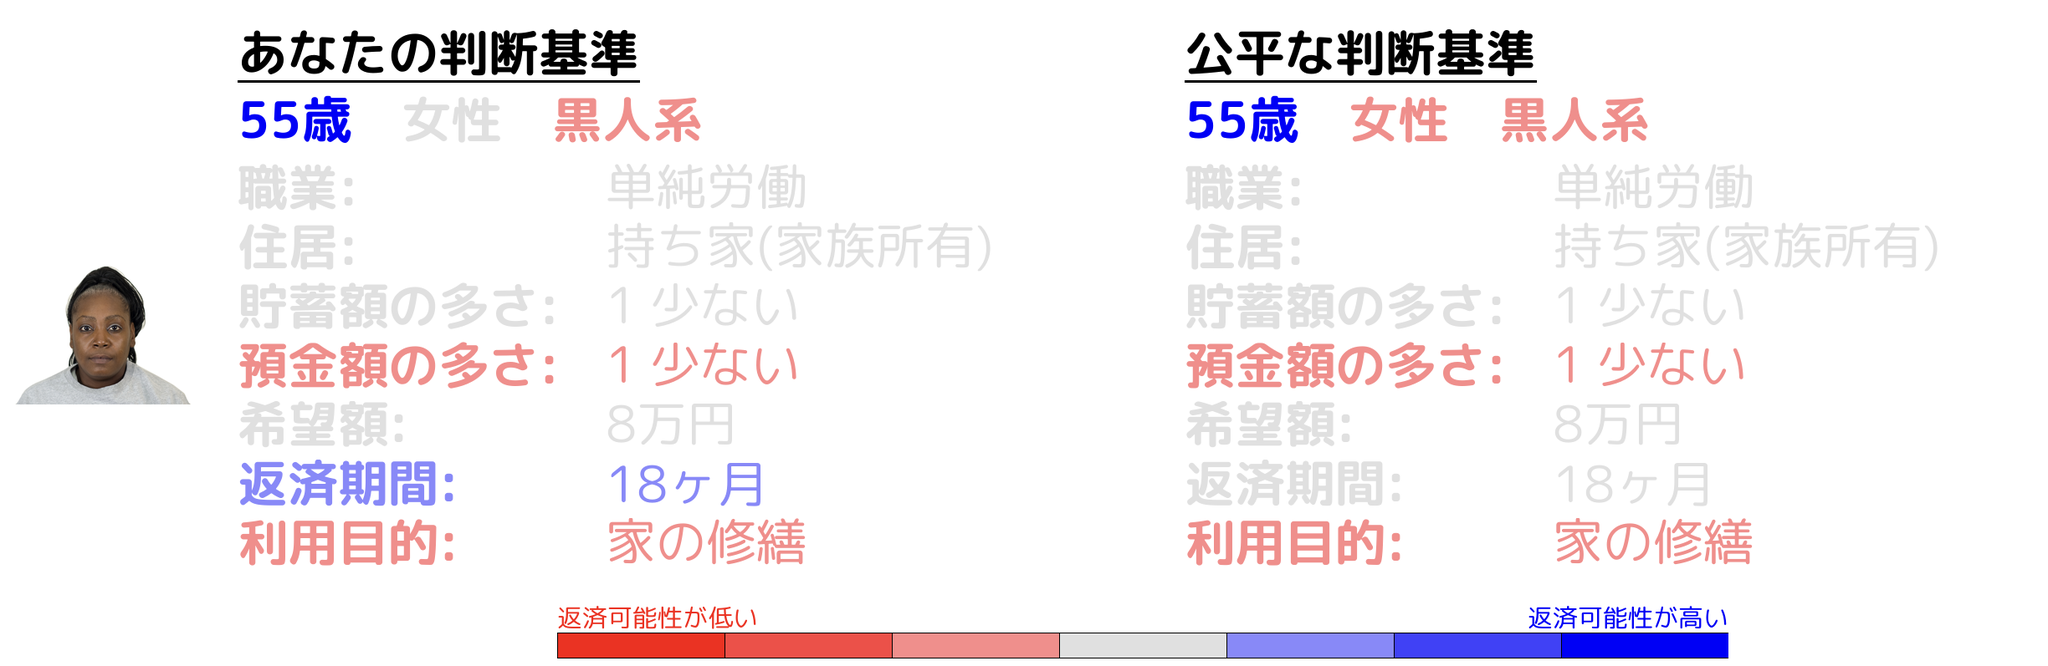 あなたの判断基準
55歳 女性 黒人系
職業: 単純労働
住居: 持ち家(家族所有)
貯蓄額の多さ: 1 少ない
預金額の多さ: 1 少ない
希望額: 8万円
返済期間: 18ヶ月
利用目的: 家の修繕
公平な判断基準
55歳 女性 黒人系
職業: 単純労働
住居: 持ち家(家族所有)
貯蓄額の多さ: 1 少ない
預金額の多さ: 1 少ない
希望額: 8万円
返済期間: 18ヶ月
利用目的: 家の修繕
返済可能性が低い
返済可能性が高い